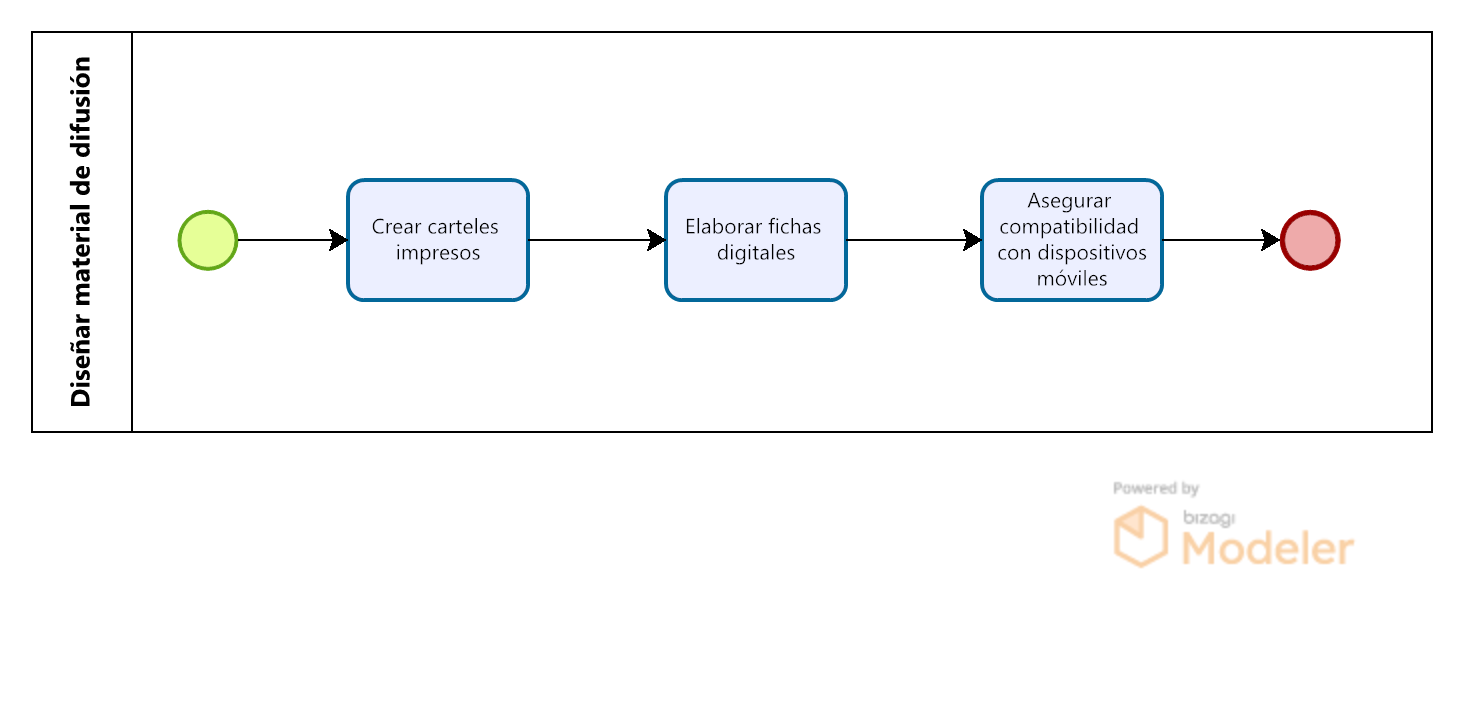 Diseñar material de difusión
Crear carteles
impresos
Elaborar fichas
digitales
Asegurar
compatibilidad
con dispositivos
móviles
Powered by
bizagi
Modeler